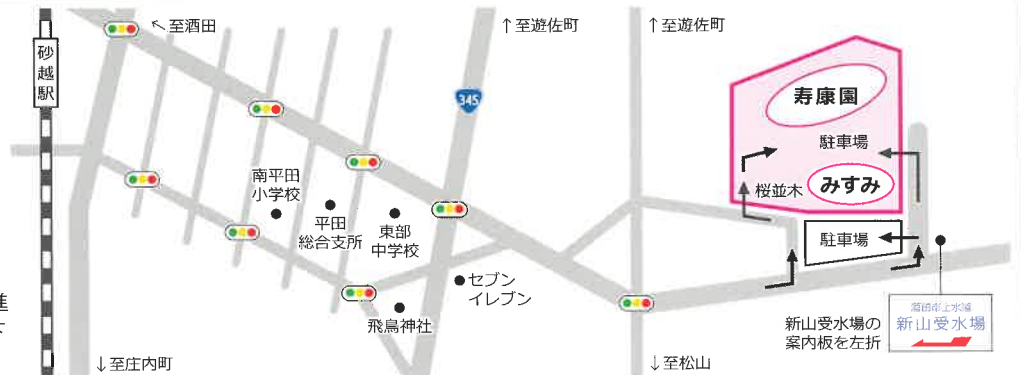 砂越駅
↖至酒田
↑至遊佐町
↑至遊佐町
345
寿康園
駐車場
みすみ
桜並木
駐車場
南平田
小学校
平田
総合支所
東部
中学校
セブン
イレブン
飛鳥神社
新山受水場の
案内板を左折
新山受水場
↓至庄内町
↓至松山